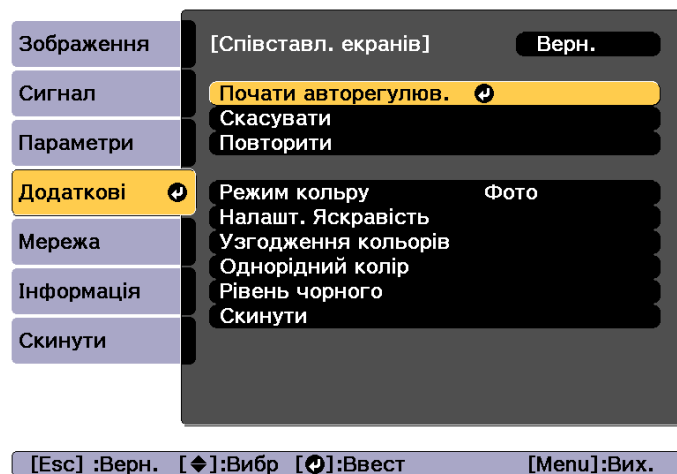 Зображення
Сигнал
Параметри
Додаткові
Мережа
Інформація
Скинути
[Співставл. екранів] Верн.
Почати авторегулюв.
Скасувати
Повторити
Режим кольру Фото
Налашт. Яскравість
Узгодження кольорів
Однорідний колір
Рівень чорного
Скинути
[Esc] :Верн. [◆]:Вибр [↵]:Ввест [Menu]:Вих.